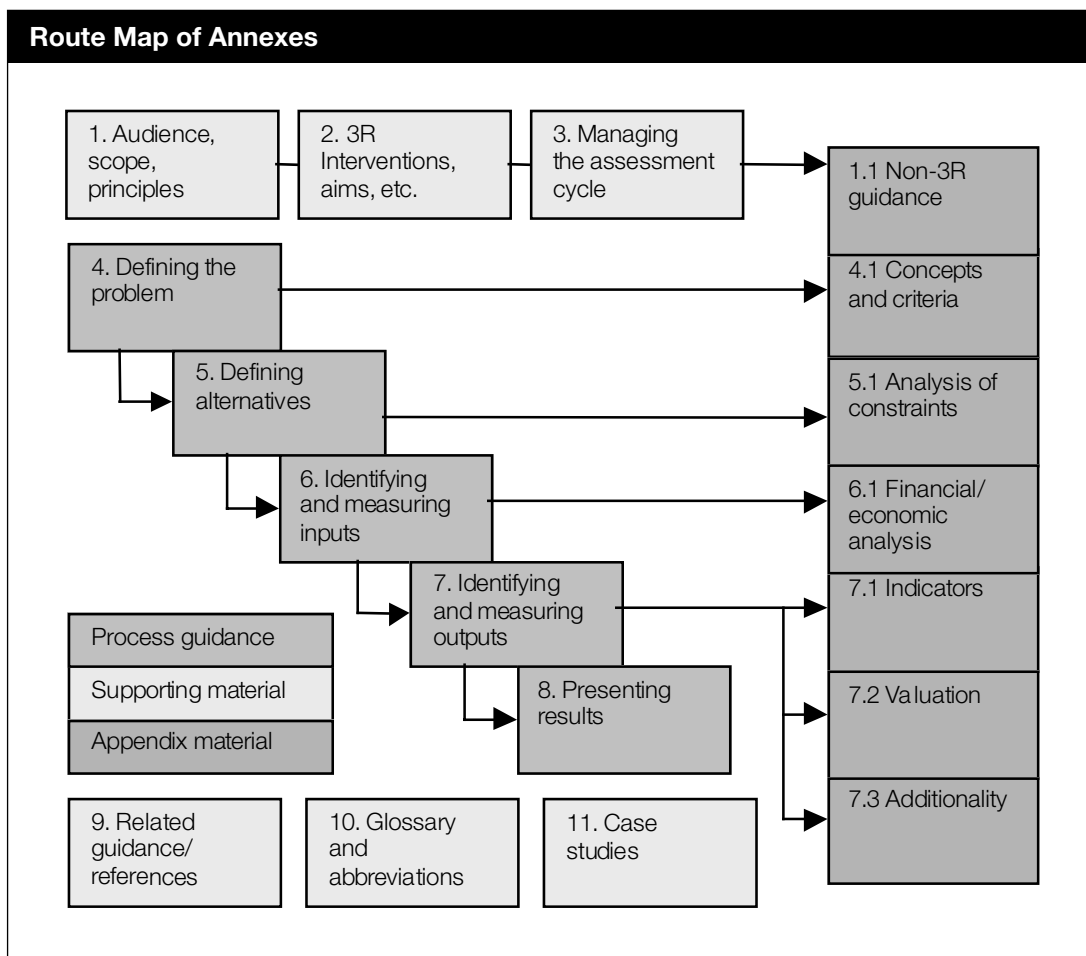 Route Map of Annexes
1. Audience,
scope,
principles
2. 3R
Interventions,
aims, etc.
3. Managing
the assessment
cycle
1.1 Non-3R
guidance
4. Defining the
problem
4.1 Concepts
and criteria
5. Defining
alternatives
5.1 Analysis of
constraints
6. Identifying
and measuring
inputs
6.1 Financial/
economic
analysis
7. Identifying
and measuring
outputs
7.1 Indicators
Process guidance
Supporting material
Appendix material
8. Presenting
results
7.2 Valuation
7.3 Additionality
9. Related
guidance/
references
10. Glossary
and
abbreviations
11. Case
studies